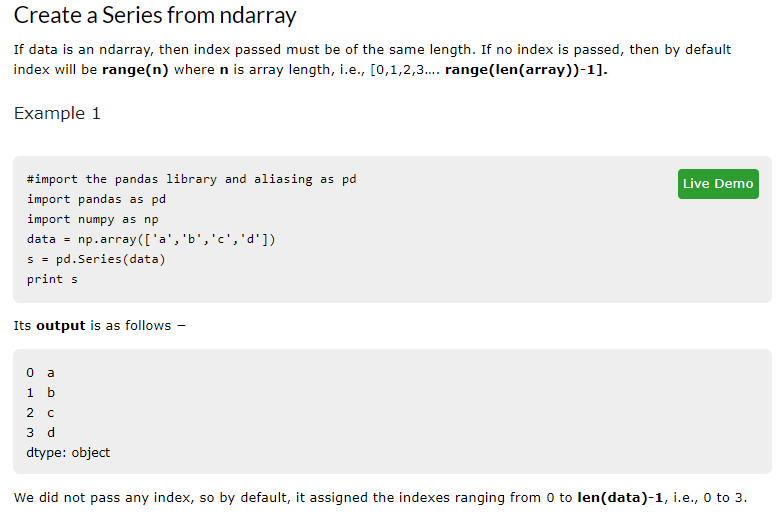 Create a Series from ndarray
If data is an ndarray, then index passed must be of the same length. If no index is passed, then by default
index will be range(n) where n is array length, i.e., [0,1,2,3.... range(len(array))-1].
Example 1
#import the pandas library and aliasing as pd
Live Demo
import pandas as pd
import numpy as np
data = np.array(['a','b','c','d'])
s = pd.Series(data)
print s
Its output is as follows −
0 a
1 b
2 c
3 d
dtype: object
We did not pass any index, so by default, it assigned the indexes ranging from 0 to len(data)-1, i.e., 0 to 3.